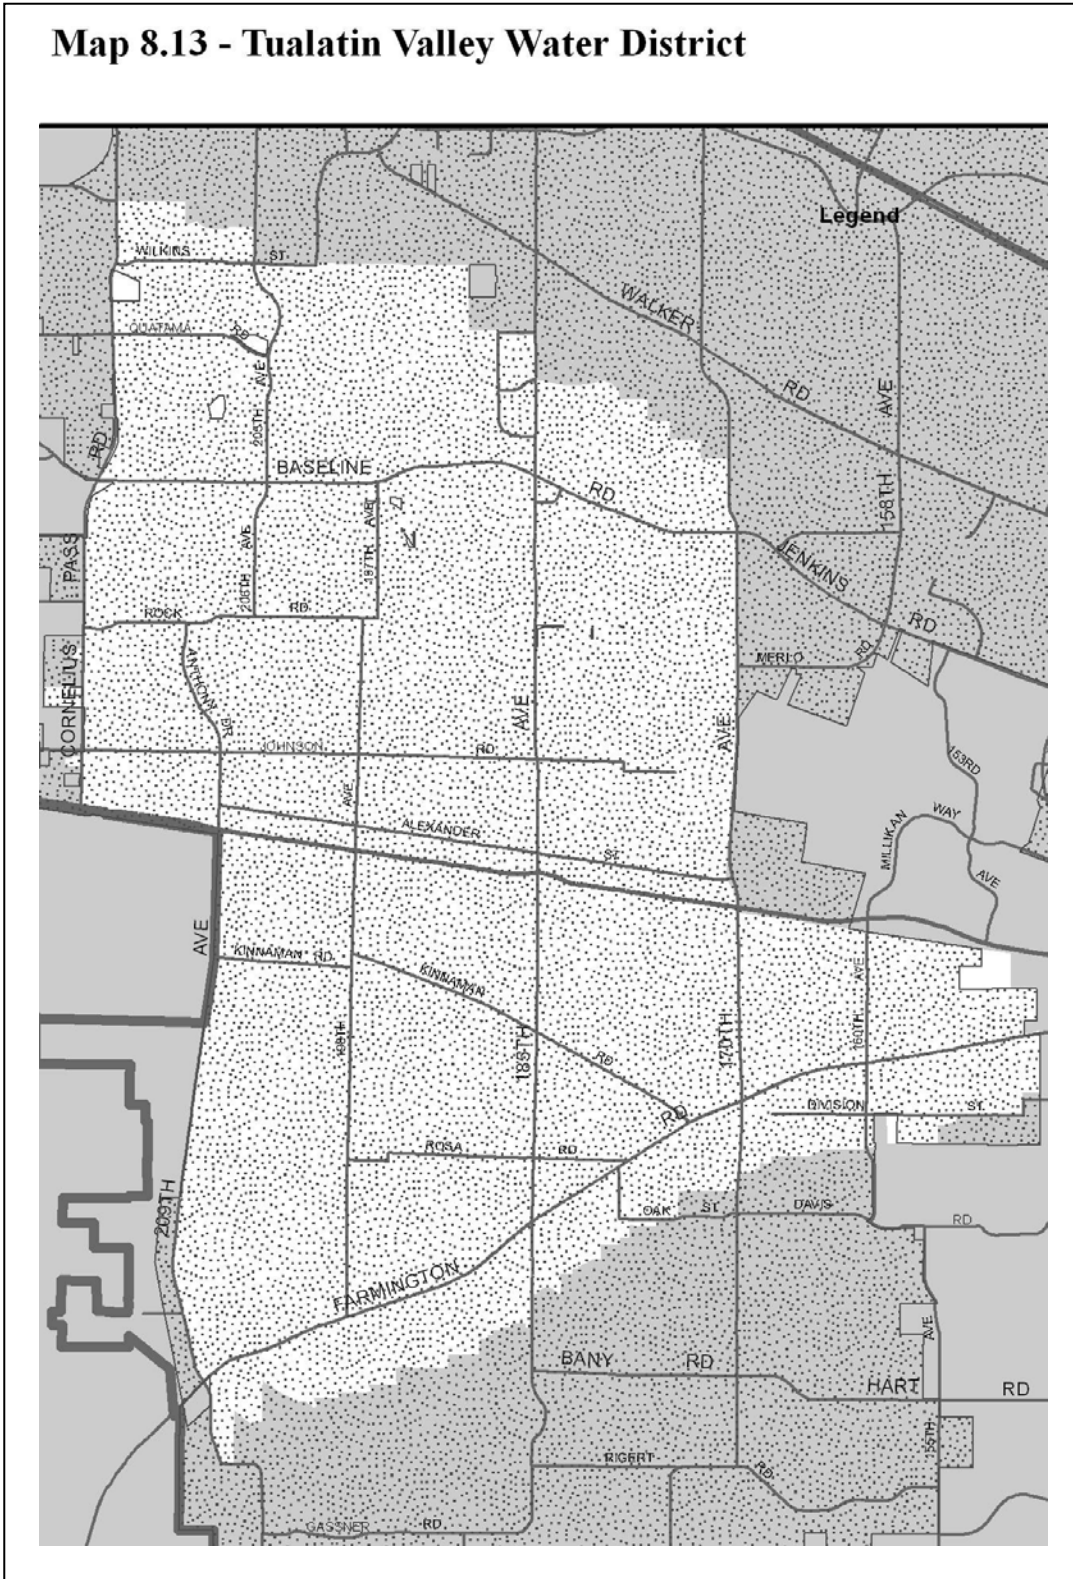 Map 8.13 - Tualatin Valley Water District
Legend
WILKINS ST
WALKER RD
QUATAMA RD
AVE
205TH
158TH AVE
RD
BASELINE RD
CORNELIUS PASS
206TH AVE
197TH AVE
JENKINS RD
ROCK RD
ANTHONY DR
MERLO RD
AVE
AVE
JOHNSON RD
153RD
AVE
ALEXANDER ST
MILLIKAN WAY
AVE
AVE
KINNAMAN RD
KINNAMAN RD
160TH AVE
198TH
185TH
170TH
RD
DIVISION ST
ROSA RD
209TH
OAK ST
DAVIS RD
FARMINGTON
AVE
BANY RD
HART RD
155TH
RIGERT RD
GASSNER RD